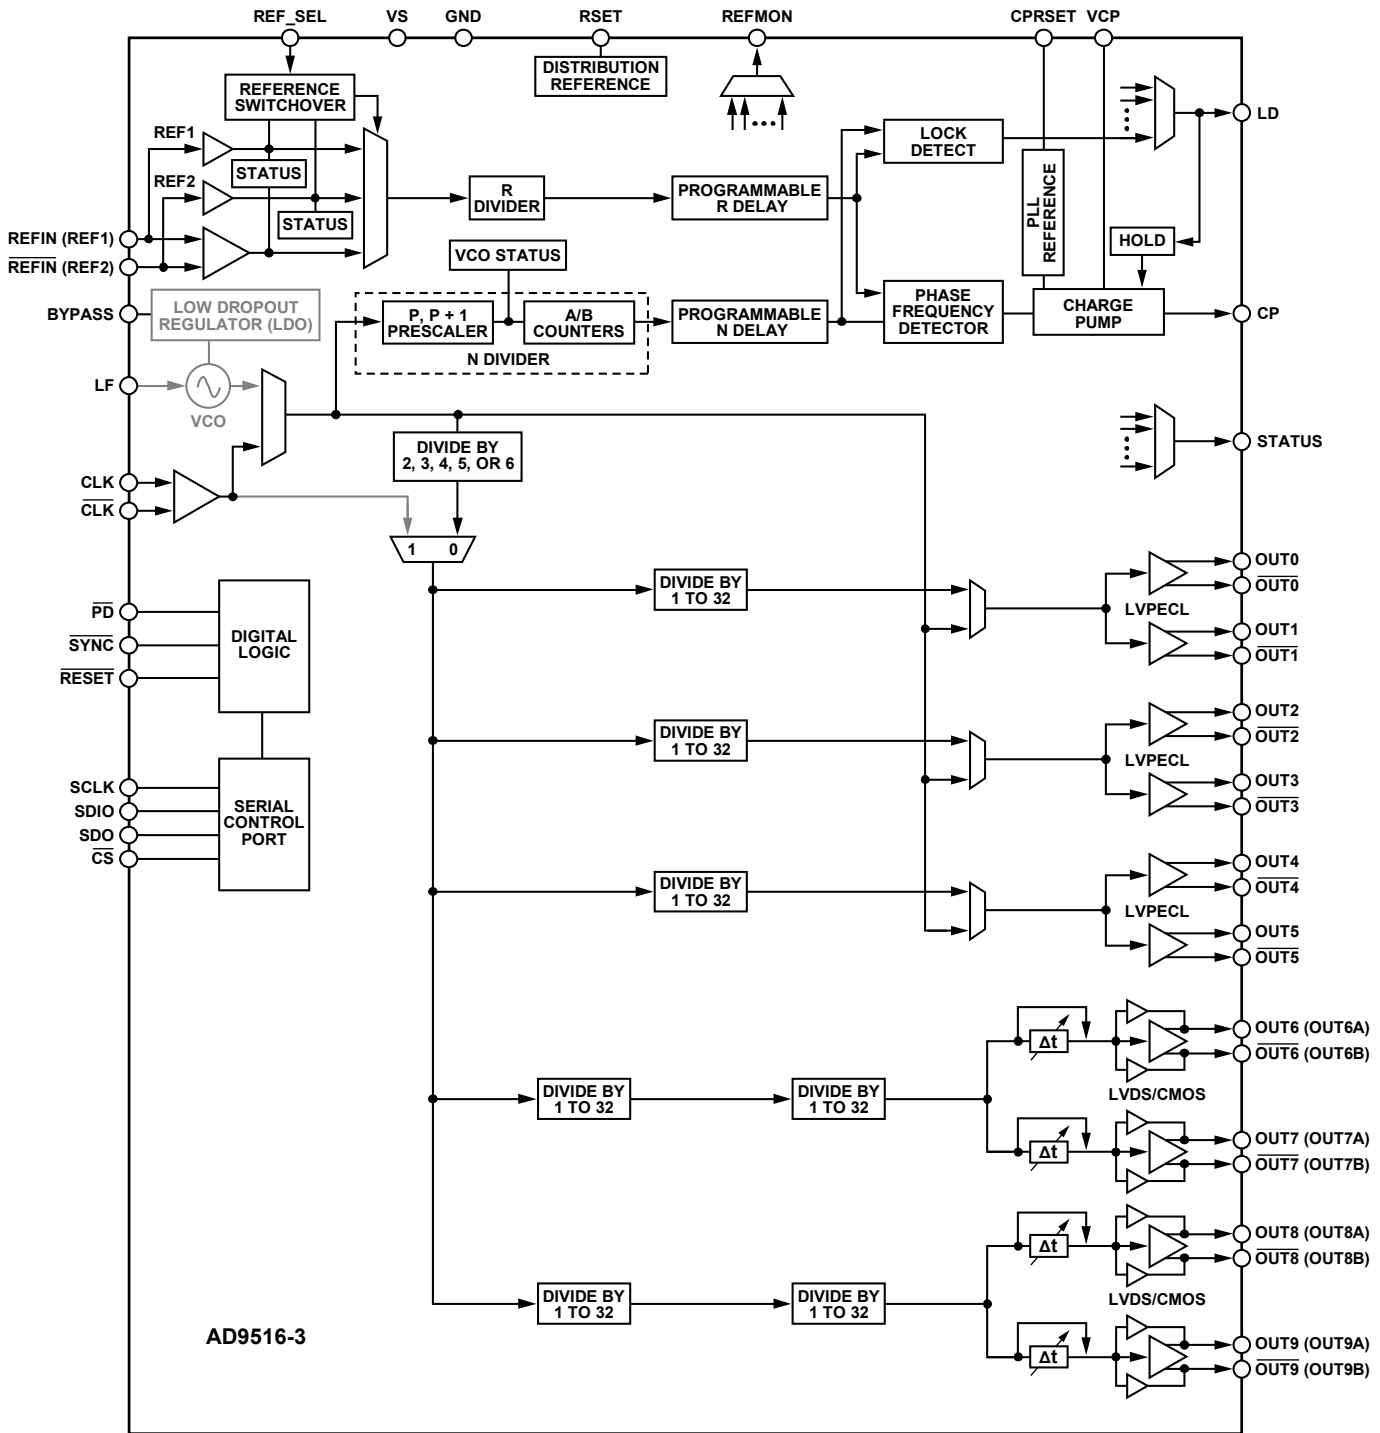 REF_SEL VS GND RSET REFMON CPRSET VCP
DISTRIBUTION
REFERENCE
REFERENCE
SWITCHOVER
REF1
STATUS
REF2
STATUS
REFIN (REF1)
REFIN (REF2)
R
DIVIDER
PROGRAMMABLE
R DELAY
LOCK
DETECT
LD
PLL
REFERENCE
HOLD
VCO STATUS
BYPASS
LOW DROPOUT
REGULATOR (LDO)
P, P + 1
PRESCALER
A/B
COUNTERS
N DIVIDER
PROGRAMMABLE
N DELAY
PHASE
FREQUENCY
DETECTOR
CHARGE
PUMP
CP
LF
VCO
STATUS
DIVIDE BY
2, 3, 4, 5, OR 6
CLK
CLK
1 0
PD
SYNC
RESET
DIGITAL
LOGIC
SCLK
SDIO
SDO
CS
SERIAL
CONTROL
PORT
DIVIDE BY
1 TO 32
LVPECL
OUT0
OUT0
OUT1
OUT1
DIVIDE BY
1 TO 32
LVPECL
OUT2
OUT2
OUT3
OUT3
DIVIDE BY
1 TO 32
LVPECL
OUT4
OUT4
OUT5
OUT5
DIVIDE BY
1 TO 32
DIVIDE BY
1 TO 32
Δt
Δt
LVDS/CMOS
OUT6 (OUT6A)
OUT6 (OUT6B)
OUT7 (OUT7A)
OUT7 (OUT7B)
DIVIDE BY
1 TO 32
DIVIDE BY
1 TO 32
Δt
Δt
LVDS/CMOS
OUT8 (OUT8A)
OUT8 (OUT8B)
OUT9 (OUT9A)
OUT9 (OUT9B)
AD9516-3